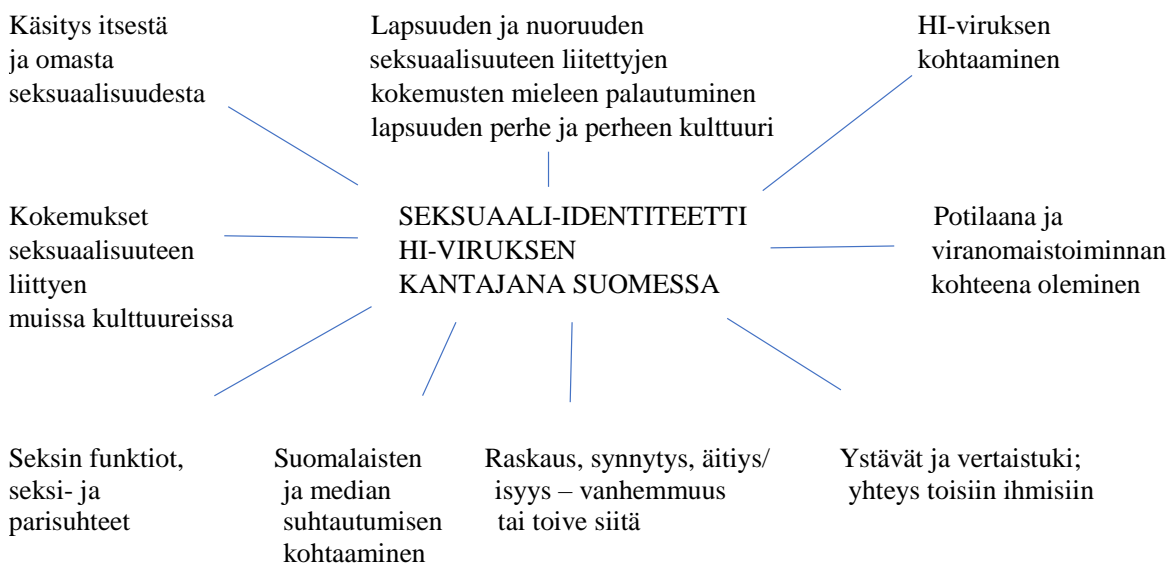 Käsitys itsestä
ja omasta
seksuaalisuudesta
Lapsuuden ja nuoruuden
seksuaalisuuteen liitettyjen
kokemusten mieleen palautuminen
lapsuuden perhe ja perheen kulttuuri
HI-viruksen
kohtaaminen
Kokemukset
seksuaalisuuteen
liittyen
muissa kulttuureissa
SEKSUAALI-IDENTITEETTI
HI-VIRUKSEN
KANTAJANA SUOMESSA
Potilaana ja
viranomaistoiminnan
kohteena oleminen
Seksin funktiot,
seksi- ja
parisuhteet
Suomalaisten
ja median
suhtautumisen
kohtaaminen
Raskaus, synnytys, äitiys/
isyys – vanhemmuus
tai toive siitä
Ystävät ja vertaistuki;
yhteys toisiin ihmisiin